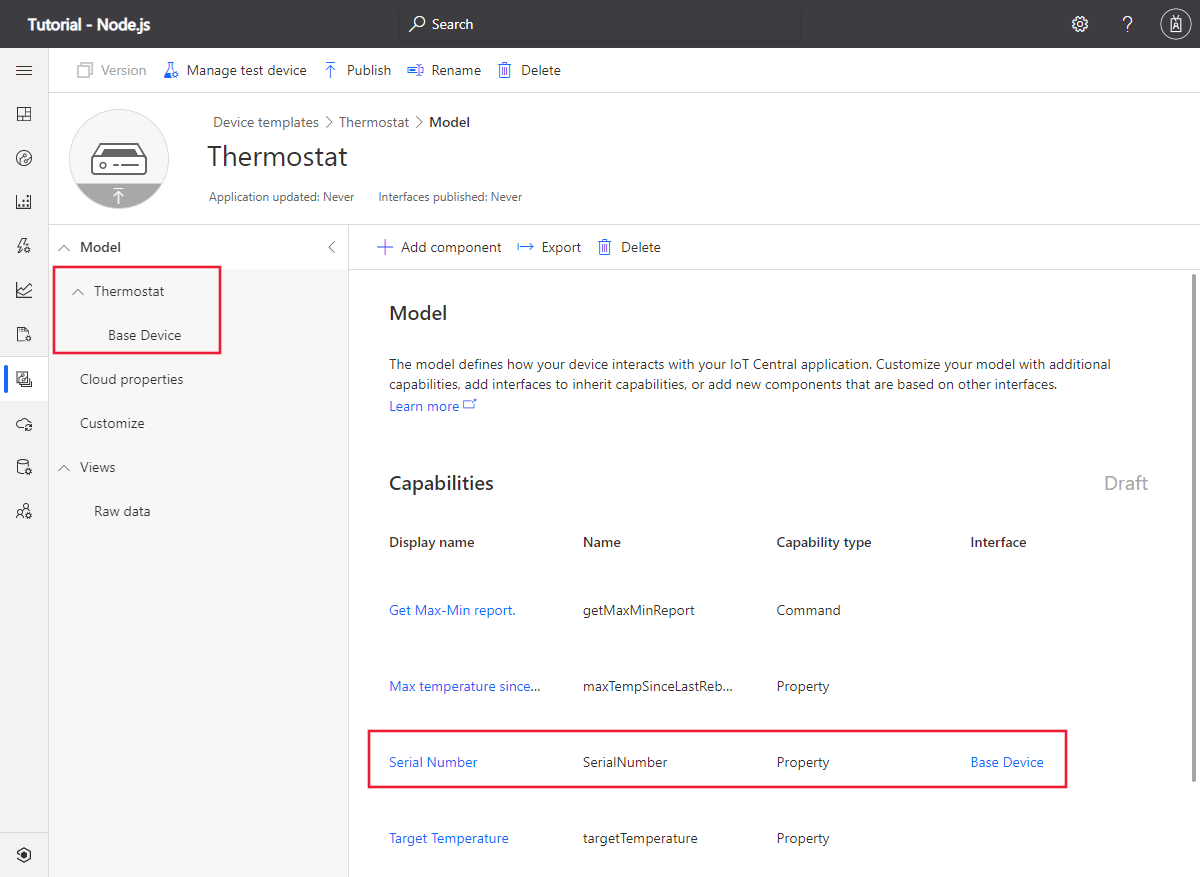 Tutorial - Node.js
Search
?
Version
Manage test device
Publish
Rename
Delete
Device templates > Thermostat > Model
Thermostat
Application updated: Never
Interfaces published: Never
Model
Thermostat
Base Device
Cloud properties
Customize
Views
Raw data
Add component
Export
Delete
Model
The model defines how your device interacts with your IoT Central application. Customize your model with additional
capabilities, add interfaces to inherit capabilities, or add new components that are based on other interfaces.
Learn more
Capabilities
Draft
Display name Name Capability type Interface
Get Max-Min report. getMaxMinReport Command
Max temperature since... maxTempSinceLastReb... Property
Serial Number SerialNumber Property Base Device
Target Temperature targetTemperature Property